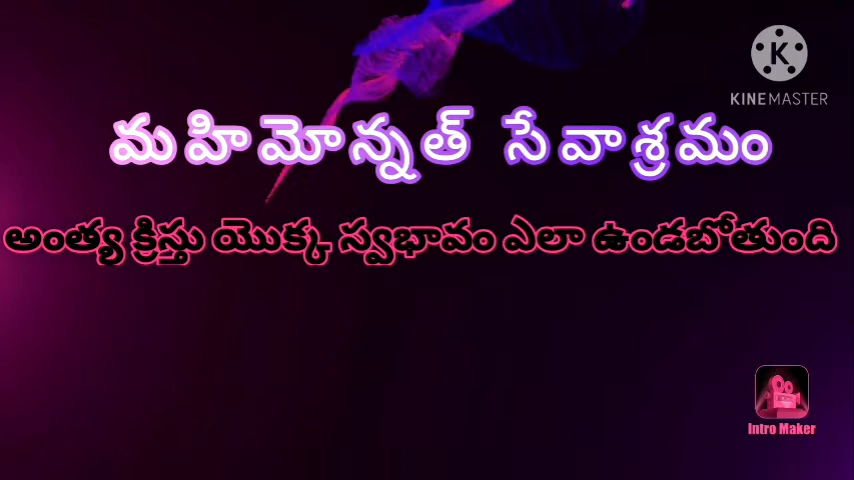 KINEMASTER
మహిమోన్నత్ సేవాశ్రమం
అంత్య క్రీస్తు యొక్క స్వభావం ఎలా ఉండబోతుంది
Intro Maker